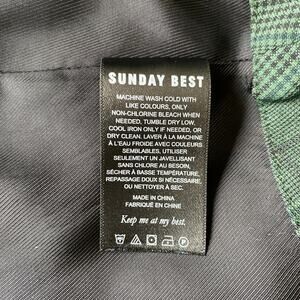 SUNDAY BEST
MACHINE WASH COLD WITH
LIKE COLOURS, ONLY
NON-CHLORINE BLEACH WHEN
NEEDED, TUMBLE DRY LOW,
COOL IRON ONLY IF NEEDED, OR
DRY CLEAN. LAVER À LA MACHINE
À L'EAU FROIDE AVEC COULEURS
SEMBLABLES, UTILISER
SEULEMENT UN JAVELLISANT
SANS CHLORE AU BESOIN,
SÉCHER À BASSE TEMPÉRATURE,
REPASSAGE DOUX SI NÉCESSAIRE
OU NETTOYER À SEC.
MADE IN CHINA
FABRIQUÉ EN CHINE
Keep me at my best.